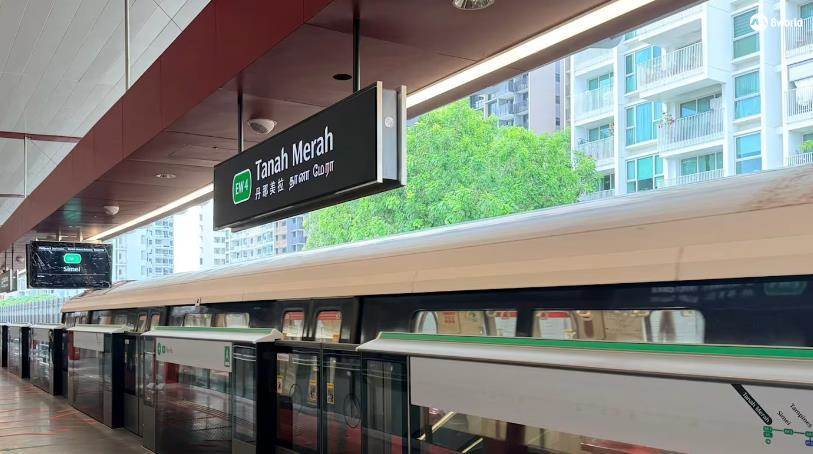 8world
EW4
Tanah Merah
丹那美拉 தானா மேரா
Simei
A
Tanah Merah
Simei
Tampines